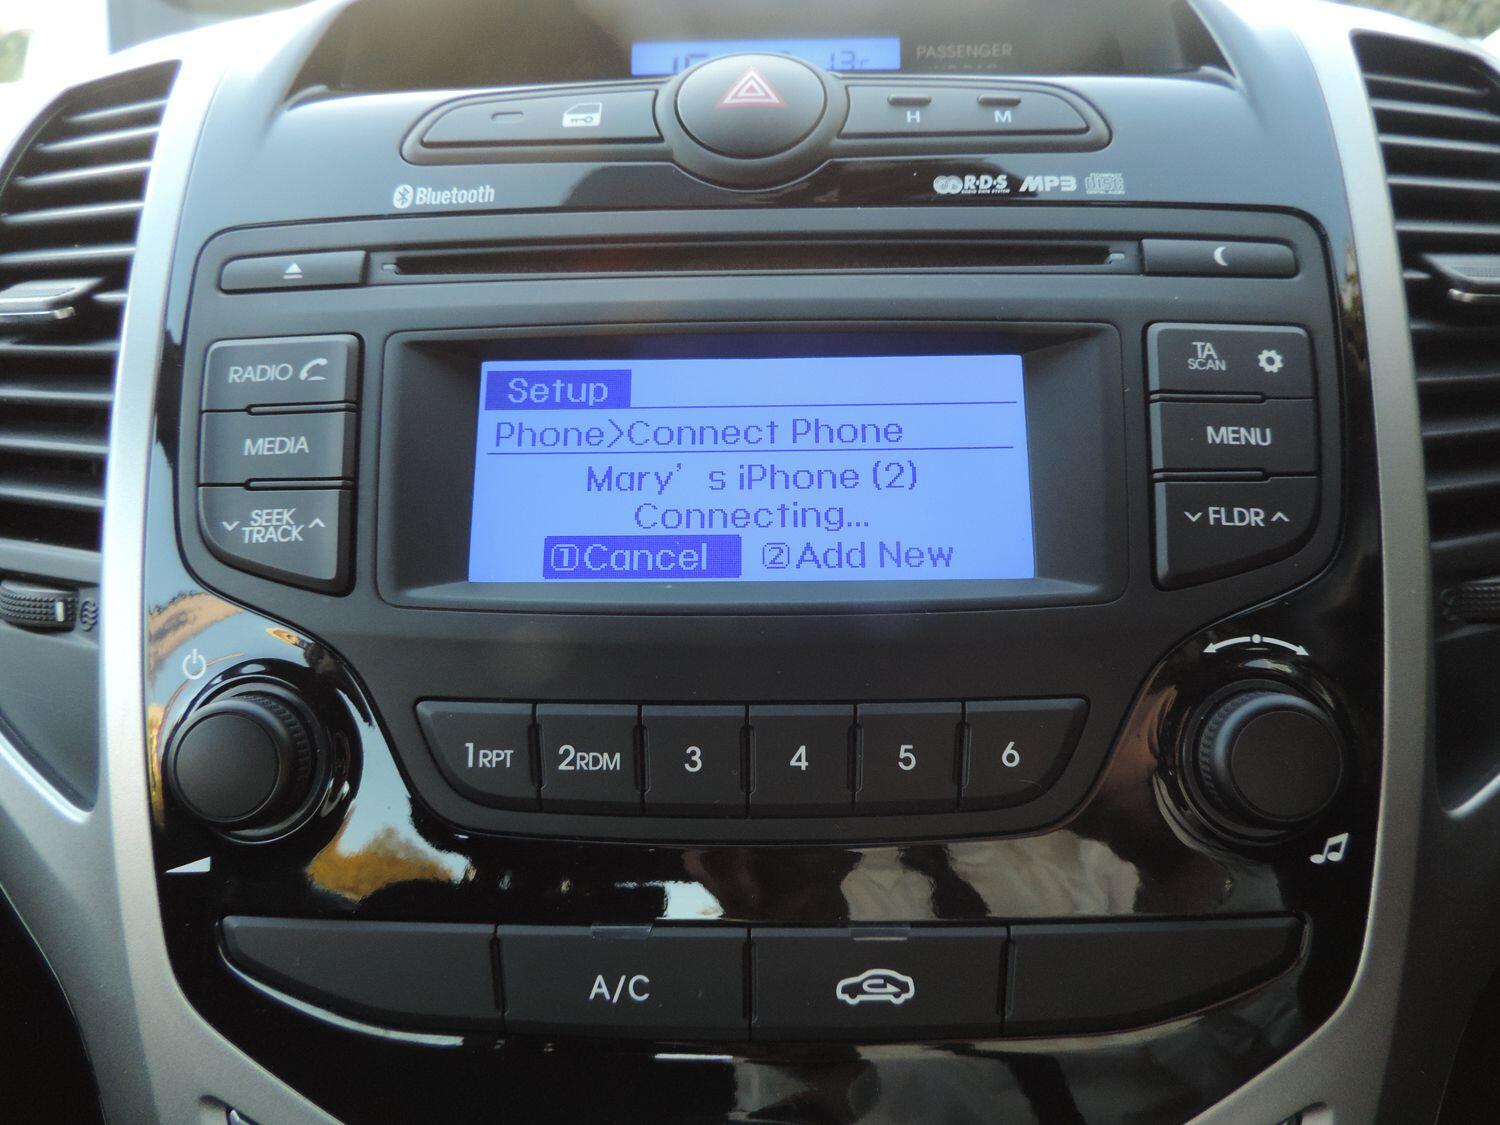 PASSENGER
H M
Bluetooth
R·D·S MP3
RADIO
MEDIA
SEEK
TRACK
Setup
Phone>Connect Phone
Mary' s iPhone (2)
Connecting...
①Cancel ②Add New
TA
SCAN
MENU
FLDR
1RPT 2RDM 3 4 5 6
A/C